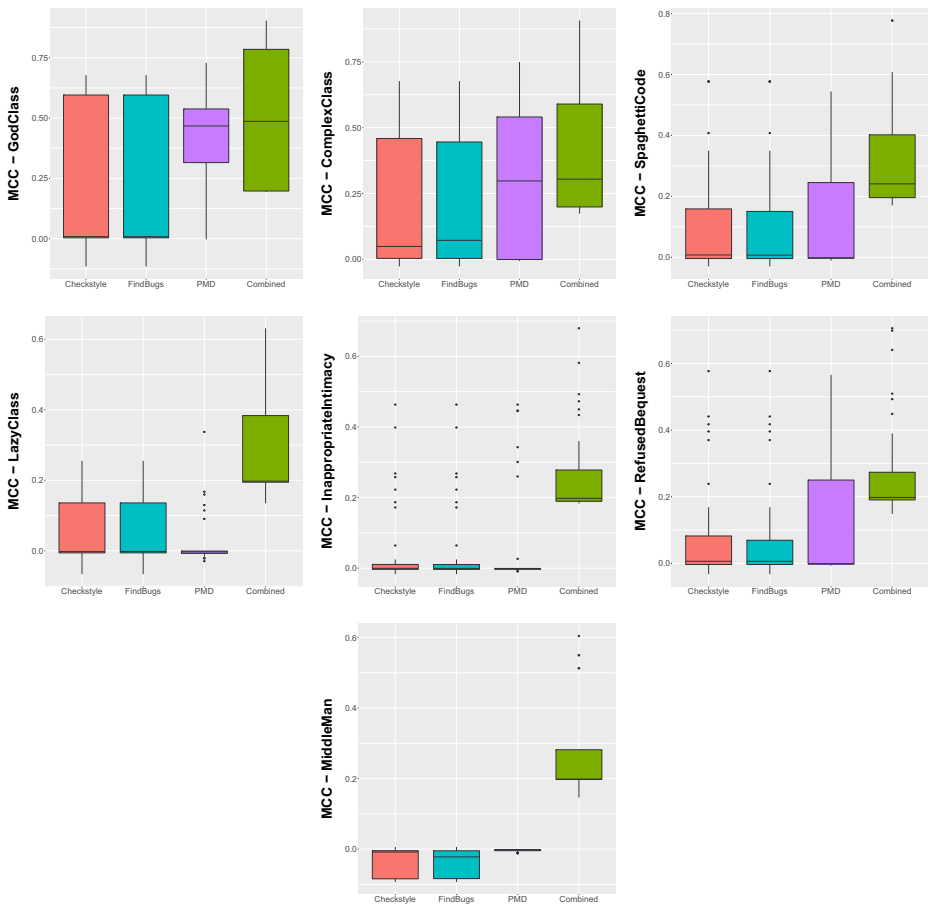 MCC − GodClass
0.75
0.50
0.25
0.00
Checkstyle FindBugs PMD Combined
MCC − ComplexClass
0.75
0.50
0.25
0.00
Checkstyle FindBugs PMD Combined
MCC − SpaghettiCode
0.8
0.6
0.4
0.2
0.0
Checkstyle FindBugs PMD Combined
MCC − LazyClass
0.6
0.4
0.2
0.0
Checkstyle FindBugs PMD Combined
MCC − InappropriateIntimacy
0.6
0.4
0.2
0.0
Checkstyle FindBugs PMD Combined
MCC − RefusedBequest
0.6
0.4
0.2
0.0
Checkstyle FindBugs PMD Combined
MCC − MiddleMan
0.6
0.4
0.2
0.0
Checkstyle FindBugs PMD Combined